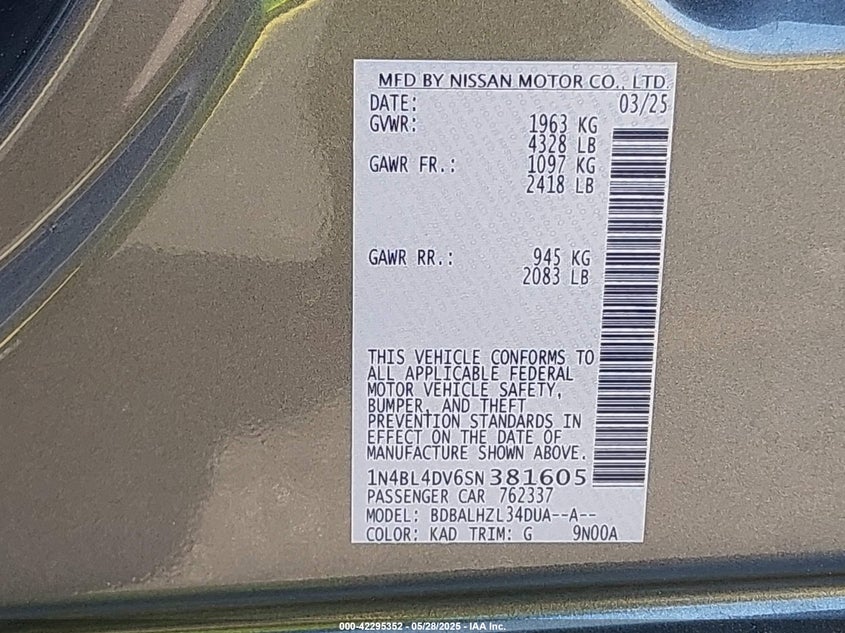 MFD BY NISSAN MOTOR CO., LTD.
DATE: 03/25
GVWR: 1963 KG
4328 LB
GAWR FR.: 1097 KG
2418 LB
GAWR RR.: 945 KG
2083 LB
THIS VEHICLE CONFORMS TO
ALL APPLICABLE FEDERAL
MOTOR VEHICLE SAFETY,
BUMPER, AND THEFT
PREVENTION STANDARDS IN
EFFECT ON THE DATE OF
MANUFACTURE SHOWN ABOVE.
1N4BL4DV6SN381605
PASSENGER CAR 762337
MODEL: BDBALHZL34DUA--A--
COLOR: KAD TRIM: G 9N00A
000-42295352 - 05/28/2025 - IAA Inc.